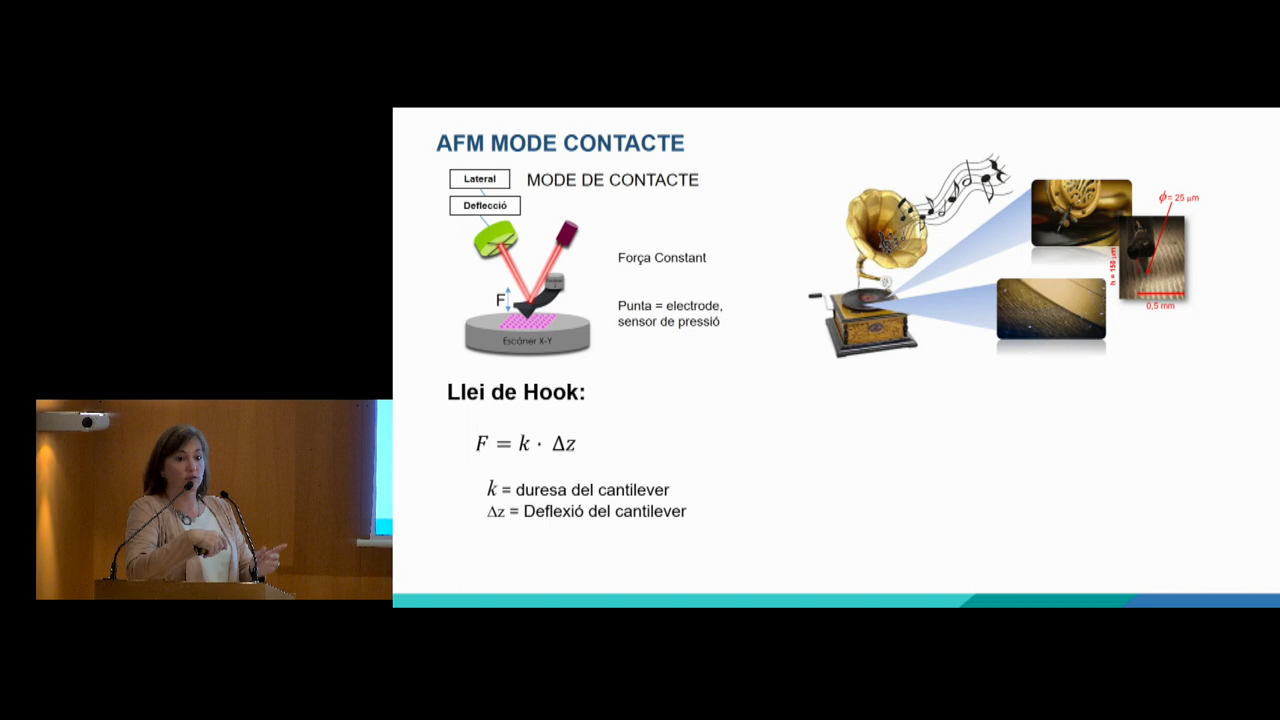 AFM MODE CONTACTE
Lateral
MODE DE CONTACTE
Deflecció
Força Constant
F
Punta = electrode,
sensor de pressió
Escáner X-Y
ϕ= 25 µm
h = 150 µm
0,5 mm
Llei de Hook:
F = k · Δz
k = duresa del cantilever
Δz = Deflexió del cantilever